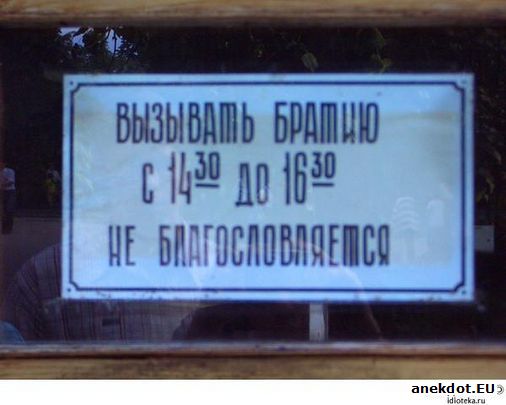 ВЫЗЫВАТЬ БРАТИЮ
С 14³⁰ ДО 16³⁰
НЕ БЛАГОСЛОВЛЯЕТСЯ
anekdot.EU
idioteka.ru